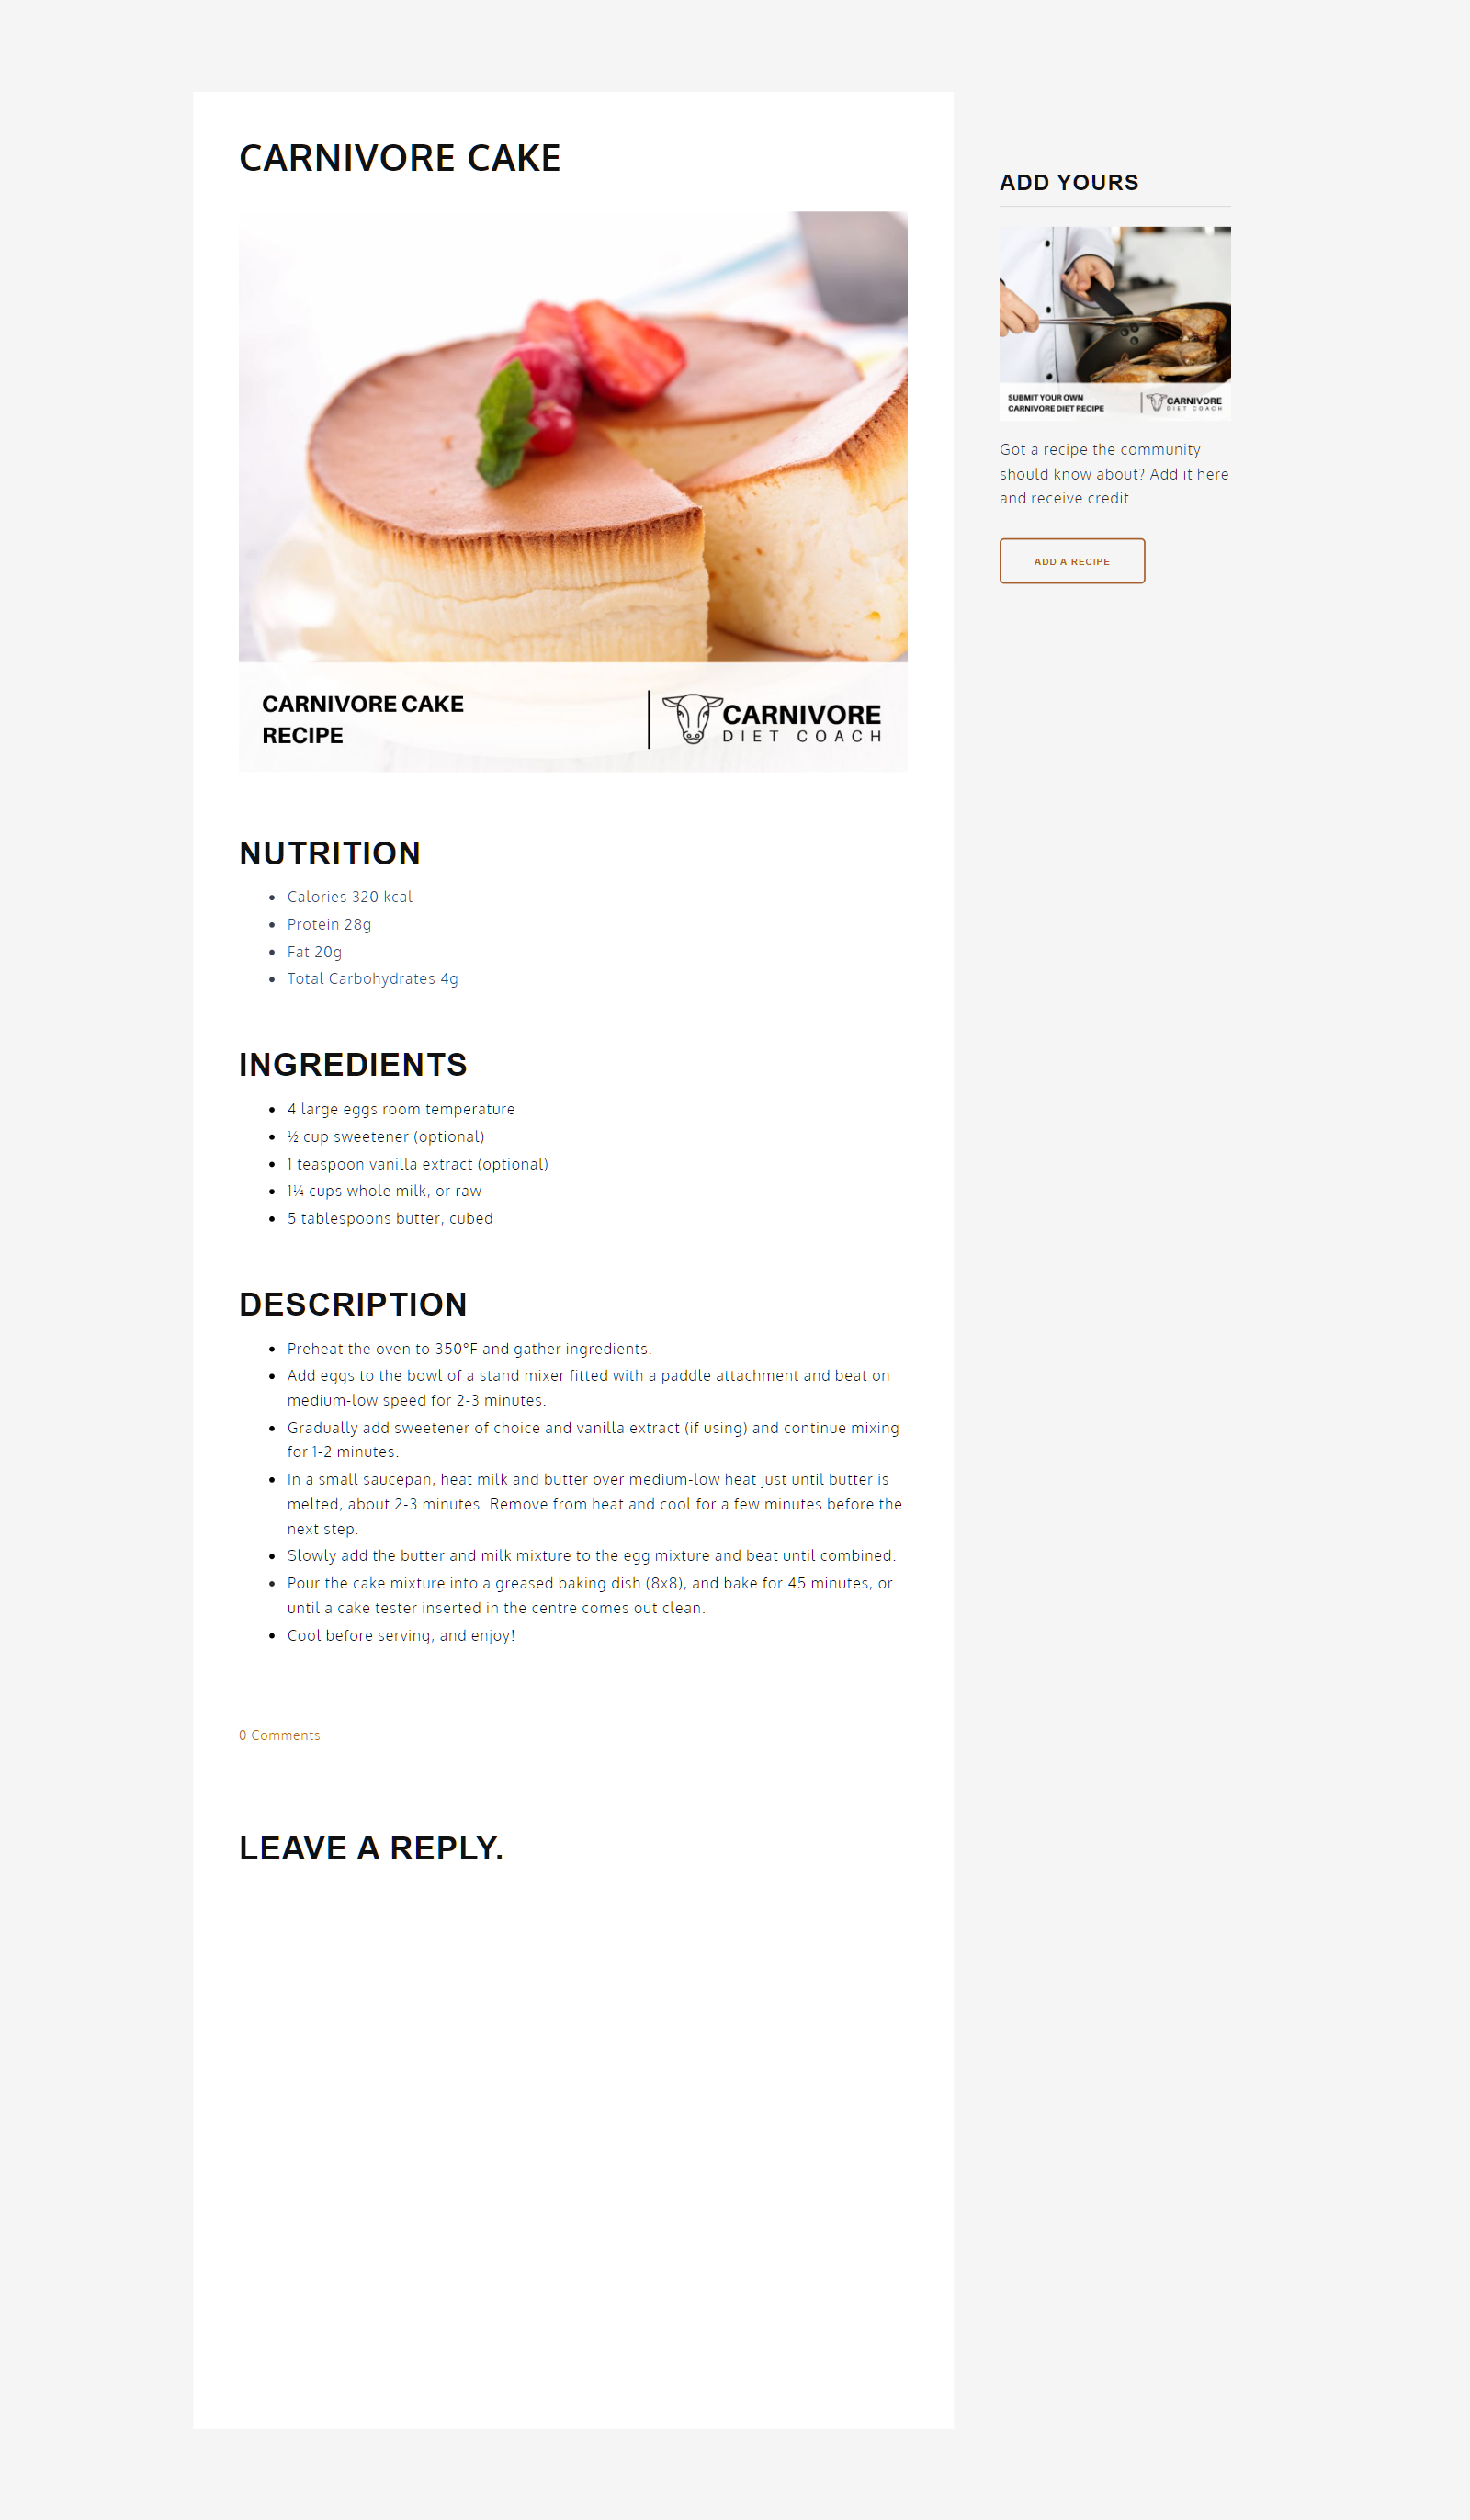 CARNIVORE CAKE
CARNIVORE CAKE
RECIPE
CARNIVORE
DIET COACH
NUTRITION
Calories 320 kcal
Protein 28g
Fat 20g
Total Carbohydrates 4g
INGREDIENTS
4 large eggs room temperature
½ cup sweetener (optional)
1 teaspoon vanilla extract (optional)
1¼ cups whole milk, or raw
5 tablespoons butter, cubed
DESCRIPTION
Preheat the oven to 350°F and gather ingredients.
Add eggs to the bowl of a stand mixer fitted with a paddle attachment and beat on
medium-low speed for 2-3 minutes.
Gradually add sweetener of choice and vanilla extract (if using) and continue mixing
for 1-2 minutes.
In a small saucepan, heat milk and butter over medium-low heat just until butter is
melted, about 2-3 minutes. Remove from heat and cool for a few minutes before the
next step.
Slowly add the butter and milk mixture to the egg mixture and beat until combined.
Pour the cake mixture into a greased baking dish (8x8), and bake for 45 minutes, or
until a cake tester inserted in the centre comes out clean.
Cool before serving, and enjoy!
0 Comments
LEAVE A REPLY.
ADD YOURS
SUBMIT YOUR OWN
CARNIVORE DIET RECIPE
CARNIVORE
DIET COACH
Got a recipe the community
should know about? Add it here
and receive credit.
ADD A RECIPE